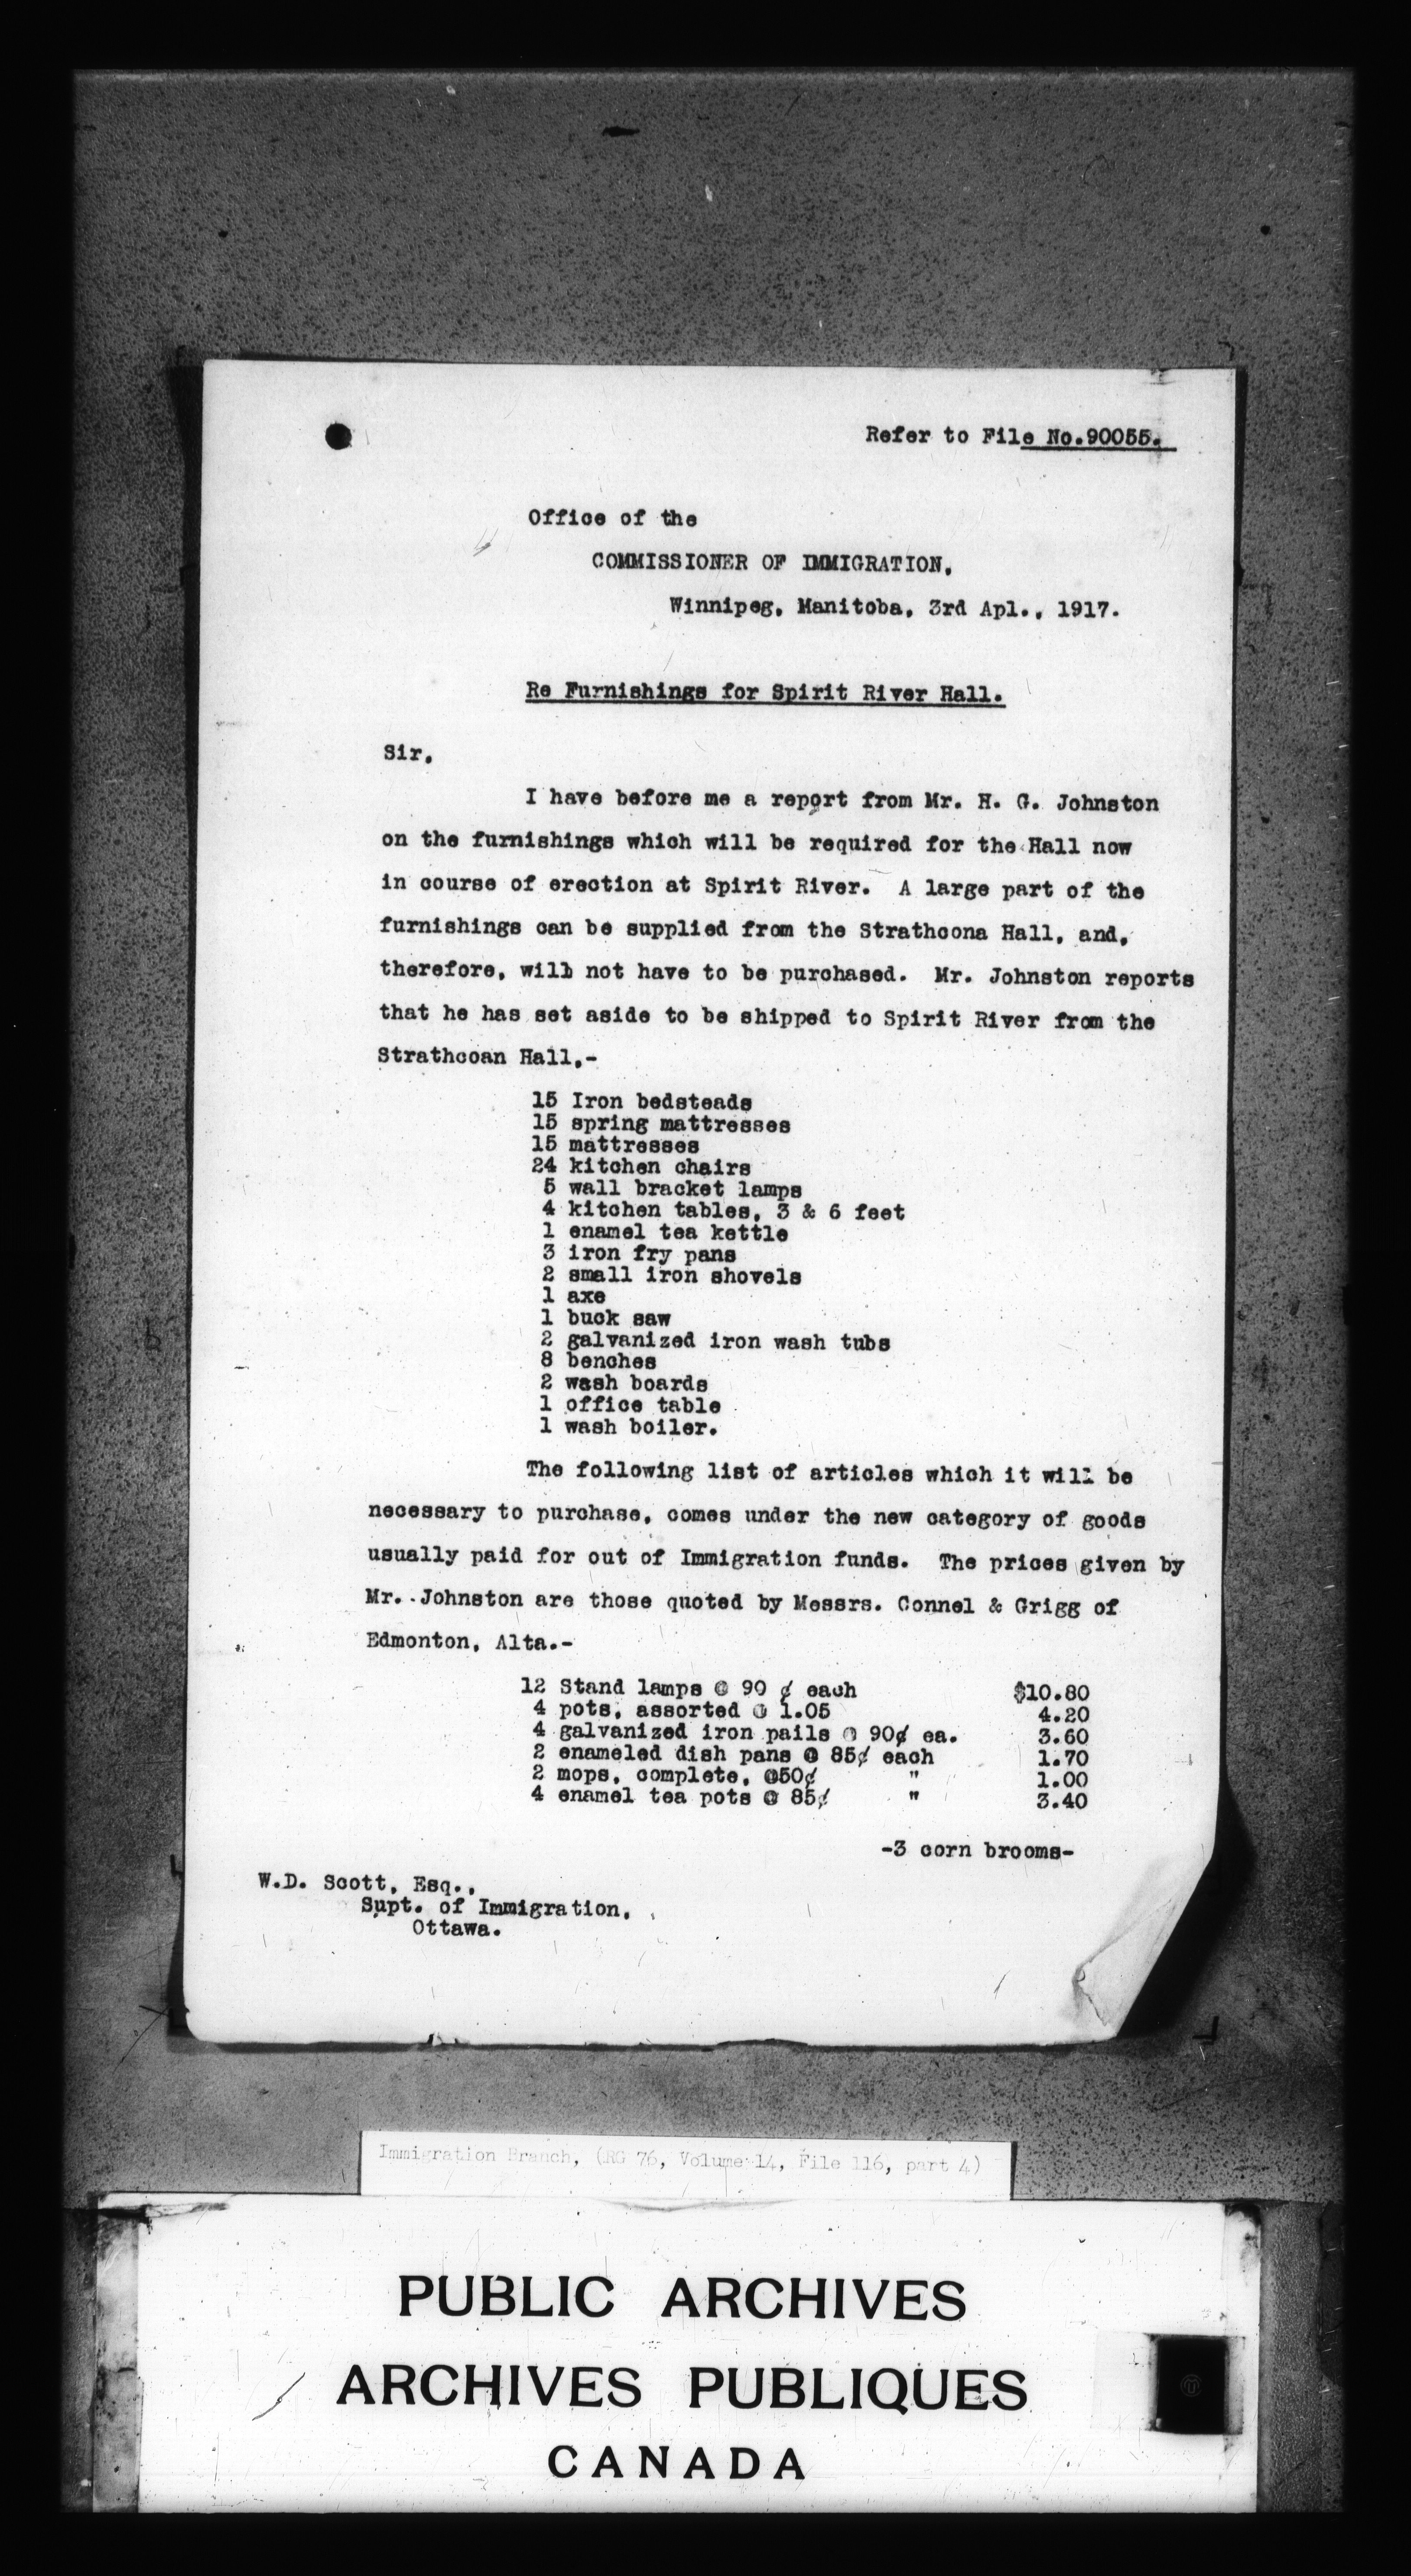 Refer to File No.90055.
Office of the
COMMISSIONER OF IMMIGRATION,
Winnipeg, Manitoba, 3rd Apl., 1917.
Re Furnishings for Spirit River Hall.
Sir,
I have before me a report from Mr. H. G. Johnston
on the furnishings which will be required for the Hall now
in course of erection at Spirit River. A large part of the
furnishings can be supplied from the Strathcona Hall, and,
therefore, will not have to be purchased. Mr. Johnston reports
that he has set aside to be shipped to Spirit River from the
Strathcoan Hall,-
15 Iron bedsteads
15 spring mattresses
15 mattresses
24 kitchen chairs
5 wall bracket lamps
4 kitchen tables, 3 & 6 feet
1 enamel tea kettle
3 iron fry pans
2 small iron shovels
1 axe
1 buck saw
2 galvanized iron wash tubs
8 benches
2 wash boards
1 office table
1 wash boiler.
The following list of articles which it will be
necessary to purchase, comes under the new category of goods
usually paid for out of Immigration funds. The prices given by
Mr. Johnston are those quoted by Messrs. Connel & Grigg of
Edmonton, Alta.-
12 Stand lamps @ 90 ¢ each $10.80
4 pots, assorted @ 1.05 4.20
4 galvanized iron pails @ 90¢ ea. 3.60
2 enameled dish pans @ 85¢ each 1.70
2 mops, complete, @50¢ " 1.00
4 enamel tea pots @ 85¢ " 3.40
-3 corn brooms-
W.D. Scott, Esq.,
Supt. of Immigration,
Ottawa.
Immigration Branch, (RG 76, Volume 14, File 116, part 4)
PUBLIC ARCHIVES
ARCHIVES PUBLIQUES
CANADA